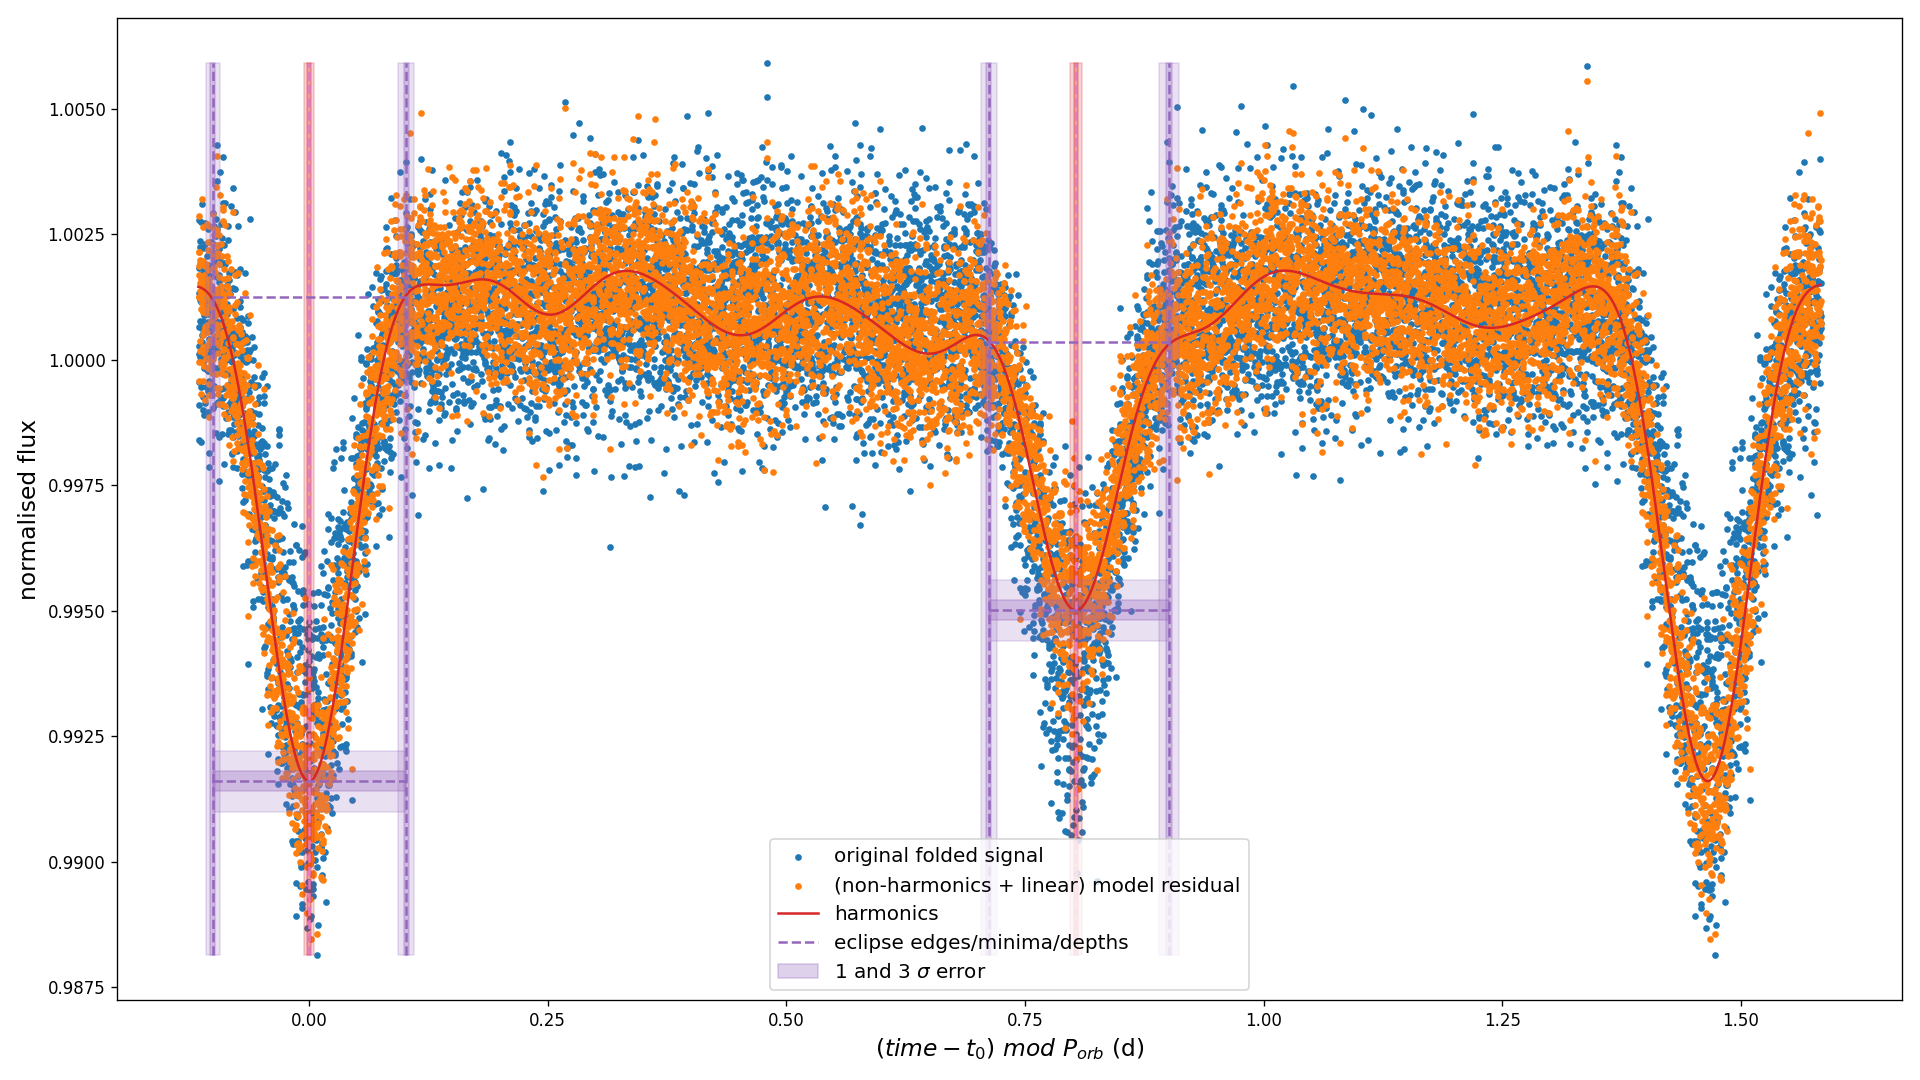 normalised flux
1.0050
1.0025
1.0000
0.9975
0.9950
0.9925
0.9900
0.9875
original folded signal
(non-harmonics + linear) model residual
harmonics
eclipse edges/minima/depths
1 and 3 σ error
0.00 0.25 0.50 0.75 1.00 1.25 1.50
(time − t₀) mod Pₒᵣb (d)